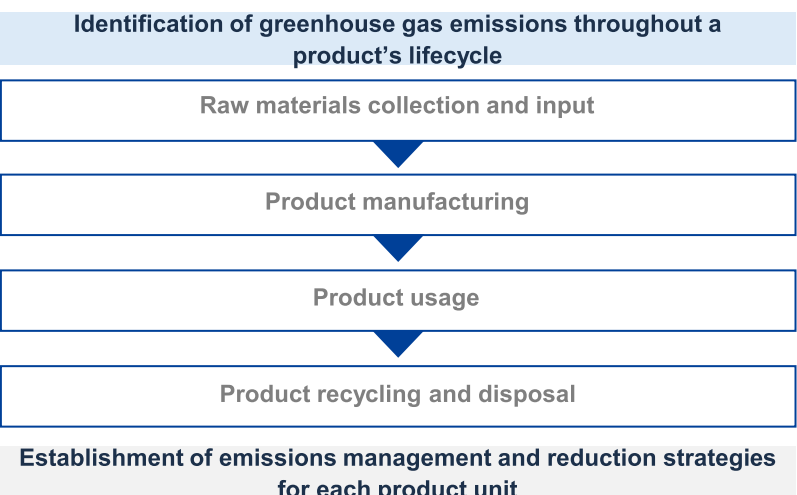 Identification of greenhouse gas emissions throughout a
product’s lifecycle
Raw materials collection and input
Product manufacturing
Product usage
Product recycling and disposal
Establishment of emissions management and reduction strategies
for each product unit